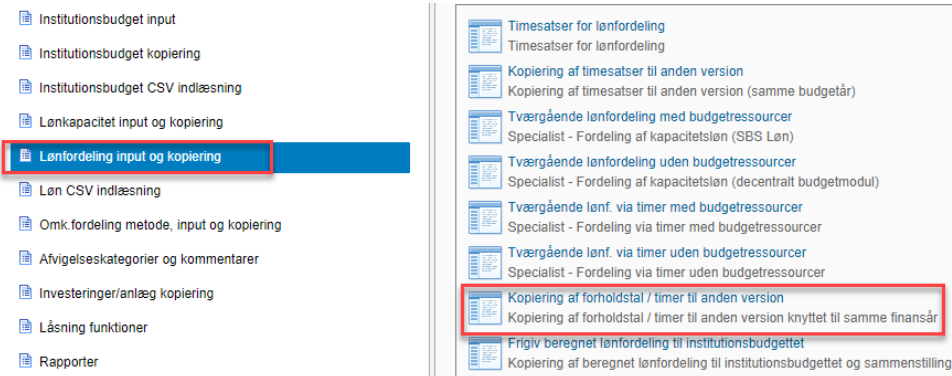 Institutionsbudget input
Institutionsbudget kopiering
Institutionsbudget CSV indlæsning
Lønkapacitet input og kopiering
Lønfordeling input og kopiering
Løn CSV indlæsning
Omk.fordeling metode, input og kopiering
Afvigelseskategorier og kommentarer
Investeringer/anlæg kopiering
Låsning funktioner
Rapporter
Timesatser for lønfordeling
Timesatser for lønfordeling
Kopiering af timesatser til anden version
Kopiering af timesatser til anden version (samme budgetår)
Tværgående lønfordeling med budgetressourcer
Specialist - Fordeling af kapacitetsløn (SBS Løn)
Tværgående lønfordeling uden budgetressourcer
Specialist - Fordeling af kapacitetsløn (decentralt budgetmodul)
Tværgående lønf. via timer med budgetressourcer
Specialist - Fordeling via timer med budgetressourcer
Tværgående lønf. via timer uden budgetressourcer
Specialist - Fordeling via timer uden budgetressourcer
Kopiering af forholdstal / timer til anden version
Kopiering af forholdstal / timer til anden version knyttet til samme finansår
Frigiv beregnet lønfordeling til institutionsbudgettet
Kopiering af beregnet lønfordeling til institutionsbudgettet og sammenstilling